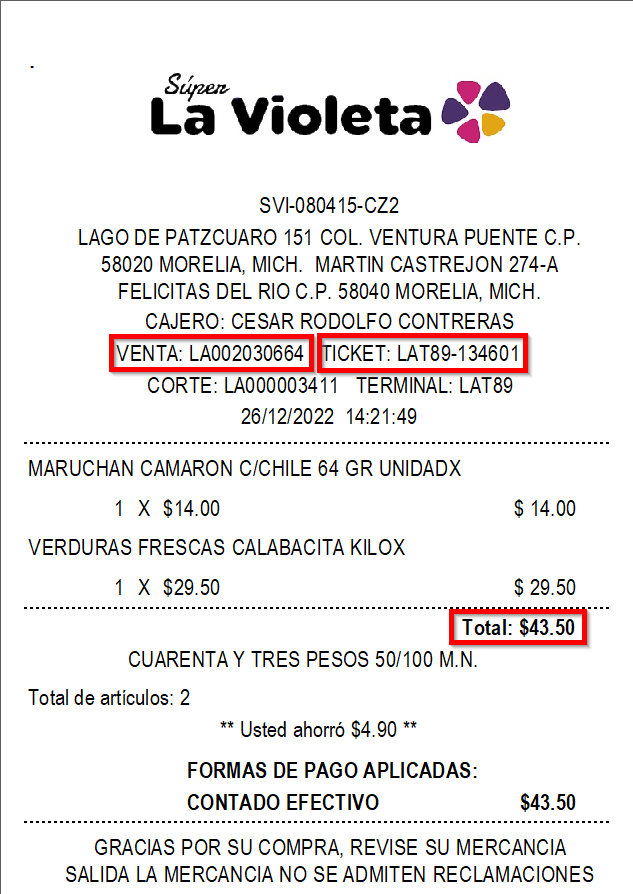 Súper
La Violeta
SVI-080415-CZ2
LAGO DE PATZCUARO 151 COL. VENTURA PUENTE C.P.
58020 MORELIA, MICH. MARTIN CASTREJON 274-A
FELICITAS DEL RIO C.P. 58040 MORELIA, MICH.
CAJERO: CESAR RODOLFO CONTRERAS
VENTA: LA002030664 TICKET: LAT89-134601
CORTE: LA000003411 TERMINAL: LAT89
26/12/2022 14:21:49
MARUCHAN CAMARON C/CHILE 64 GR UNIDADX
1 X $14.00 $ 14.00
VERDURAS FRESCAS CALABACITA KILOX
1 X $29.50 $ 29.50
Total: $43.50
CUARENTA Y TRES PESOS 50/100 M.N.
Total de artículos: 2
** Usted ahorró $4.90 **
FORMAS DE PAGO APLICADAS:
CONTADO EFECTIVO $43.50
GRACIAS POR SU COMPRA, REVISE SU MERCANCIA
SALIDA LA MERCANCIA NO SE ADMITEN RECLAMACIONES